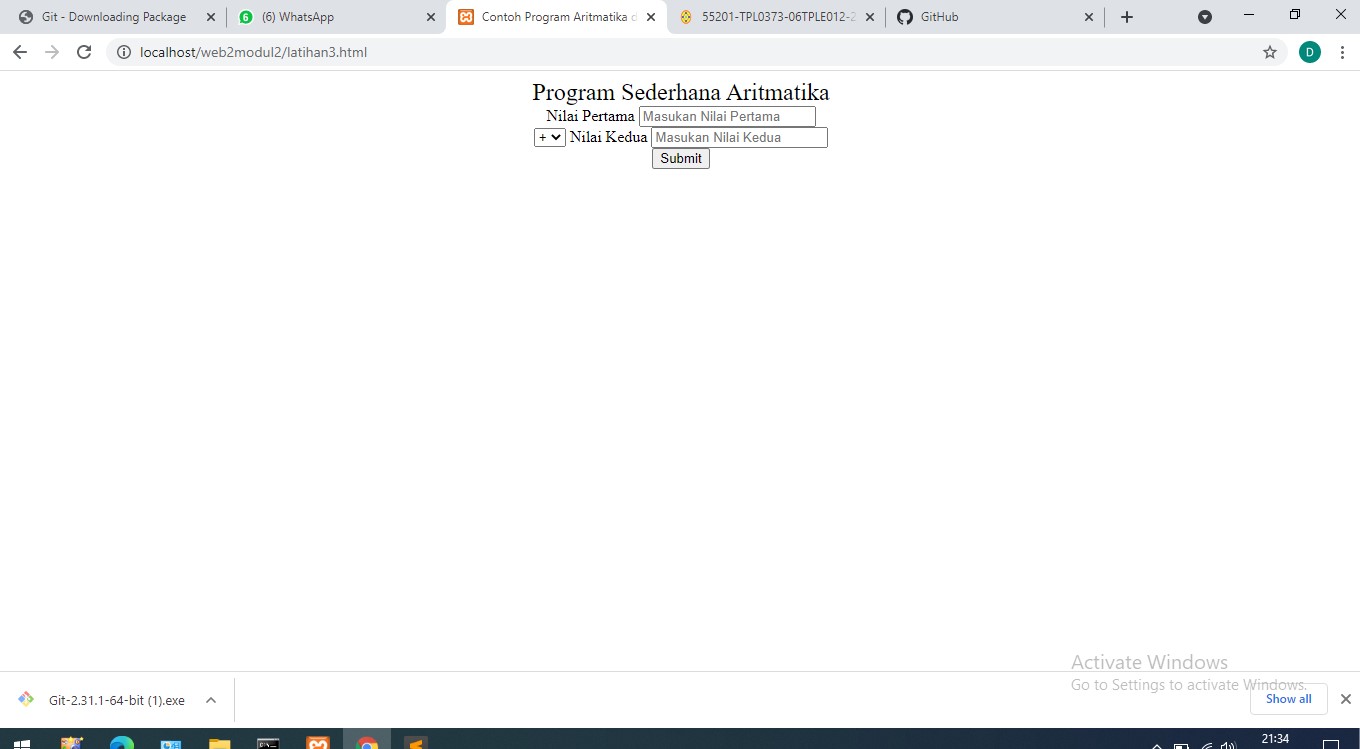 Git - Downloading Package
6
(6) WhatsApp
Contoh Program Aritmatika d
55201-TPL0373-06TPLE012-2
GitHub
localhost/web2modul2/latihan3.html
D
Program Sederhana Aritmatika
Nilai Pertama Masukan Nilai Pertama
+ Nilai Kedua Masukan Nilai Kedua
Submit
Activate Windows
Go to Settings to activate Windows.
Git-2.31.1-64-bit (1).exe
Show all
21:34